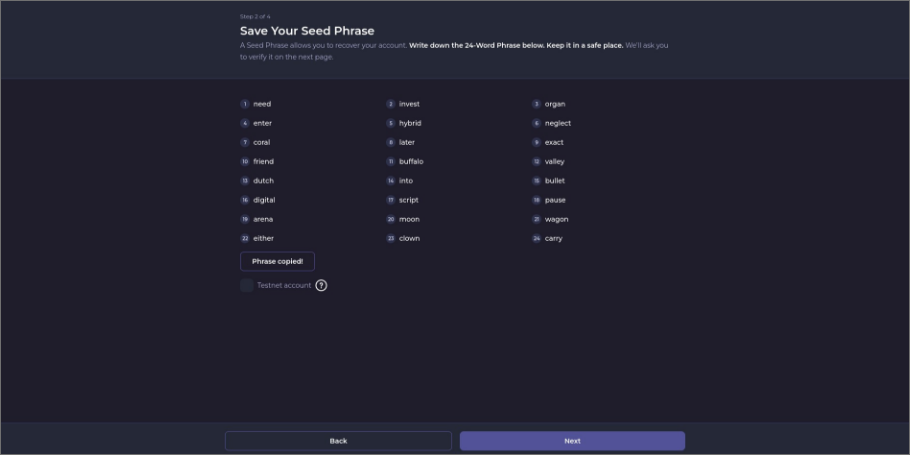 Step 2 of 4
Save Your Seed Phrase
A Seed Phrase allows you to recover your account. Write down the 24-Word Phrase below. Keep it in a safe place. We'll ask you
to verify it on the next page.
1 need 2 invest 3 organ
4 enter 5 hybrid 6 neglect
7 coral 8 later 9 exact
10 friend 11 buffalo 12 valley
13 dutch 14 into 15 bullet
16 digital 17 script 18 pause
19 arena 20 moon 21 wagon
22 either 23 clown 24 carry
Phrase copied!
Testnet account ?
Back Next